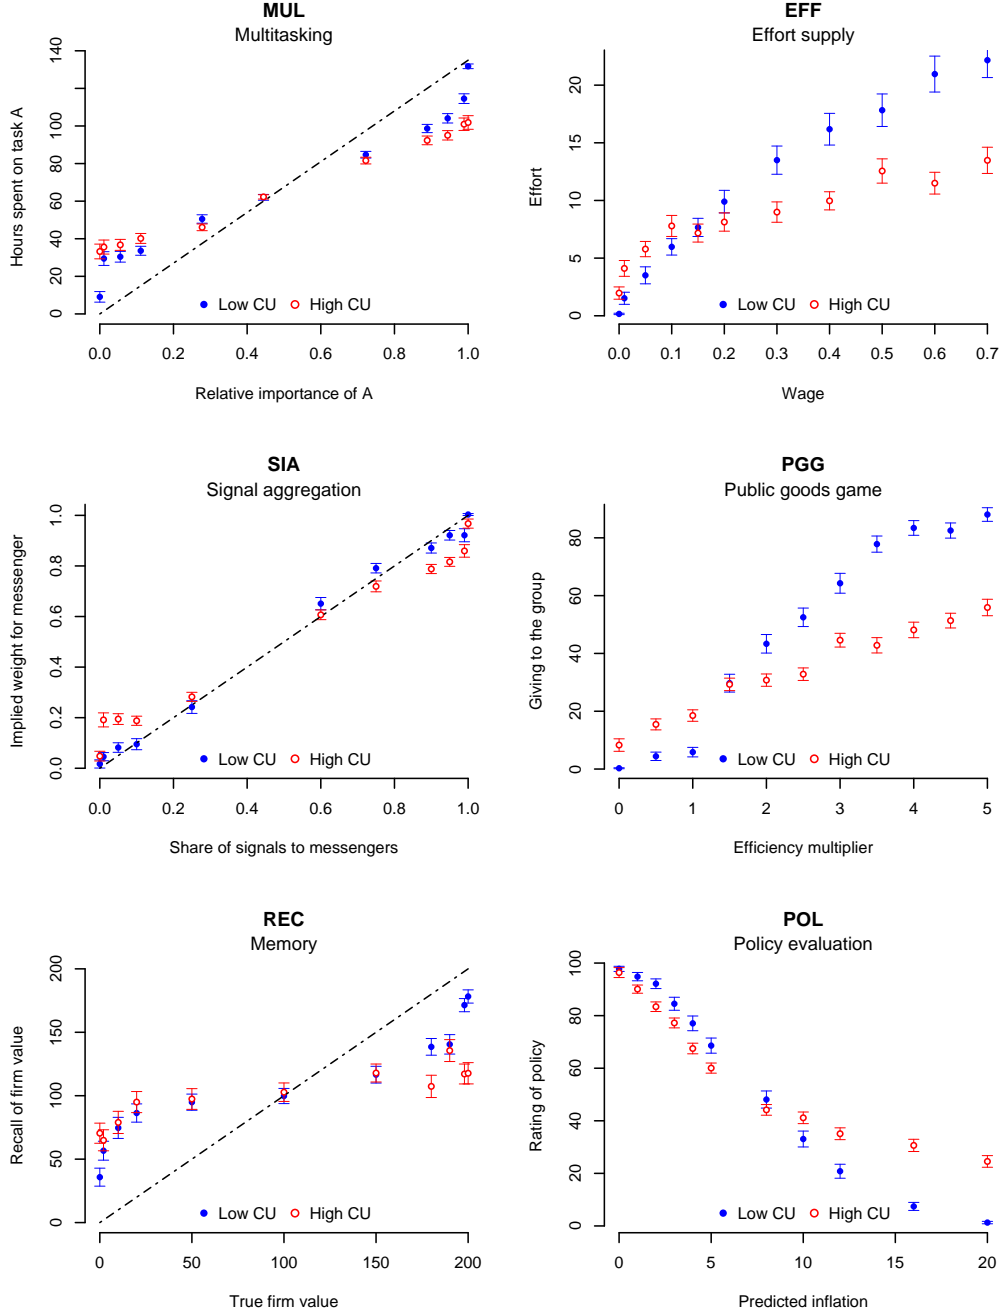 MUL
Multitasking
Hours spent on task A
0 20 40 60 80 100 120 140
Low CU High CU
0.0 0.2 0.4 0.6 0.8 1.0
Relative importance of A
EFF
Effort supply
Effort
0 5 10 15 20
Low CU High CU
0.0 0.1 0.2 0.3 0.4 0.5 0.6 0.7
Wage
SIA
Signal aggregation
Implied weight for messenger
0.0 0.2 0.4 0.6 0.8 1.0
Low CU High CU
0.0 0.2 0.4 0.6 0.8 1.0
Share of signals to messengers
PGG
Public goods game
Giving to the group
0 20 40 60 80
Low CU High CU
0 1 2 3 4 5
Efficiency multiplier
REC
Memory
Recall of firm value
0 50 100 150 200
Low CU High CU
0 50 100 150 200
True firm value
POL
Policy evaluation
Rating of policy
0 20 40 60 80 100
Low CU High CU
0 5 10 15 20
Predicted inflation